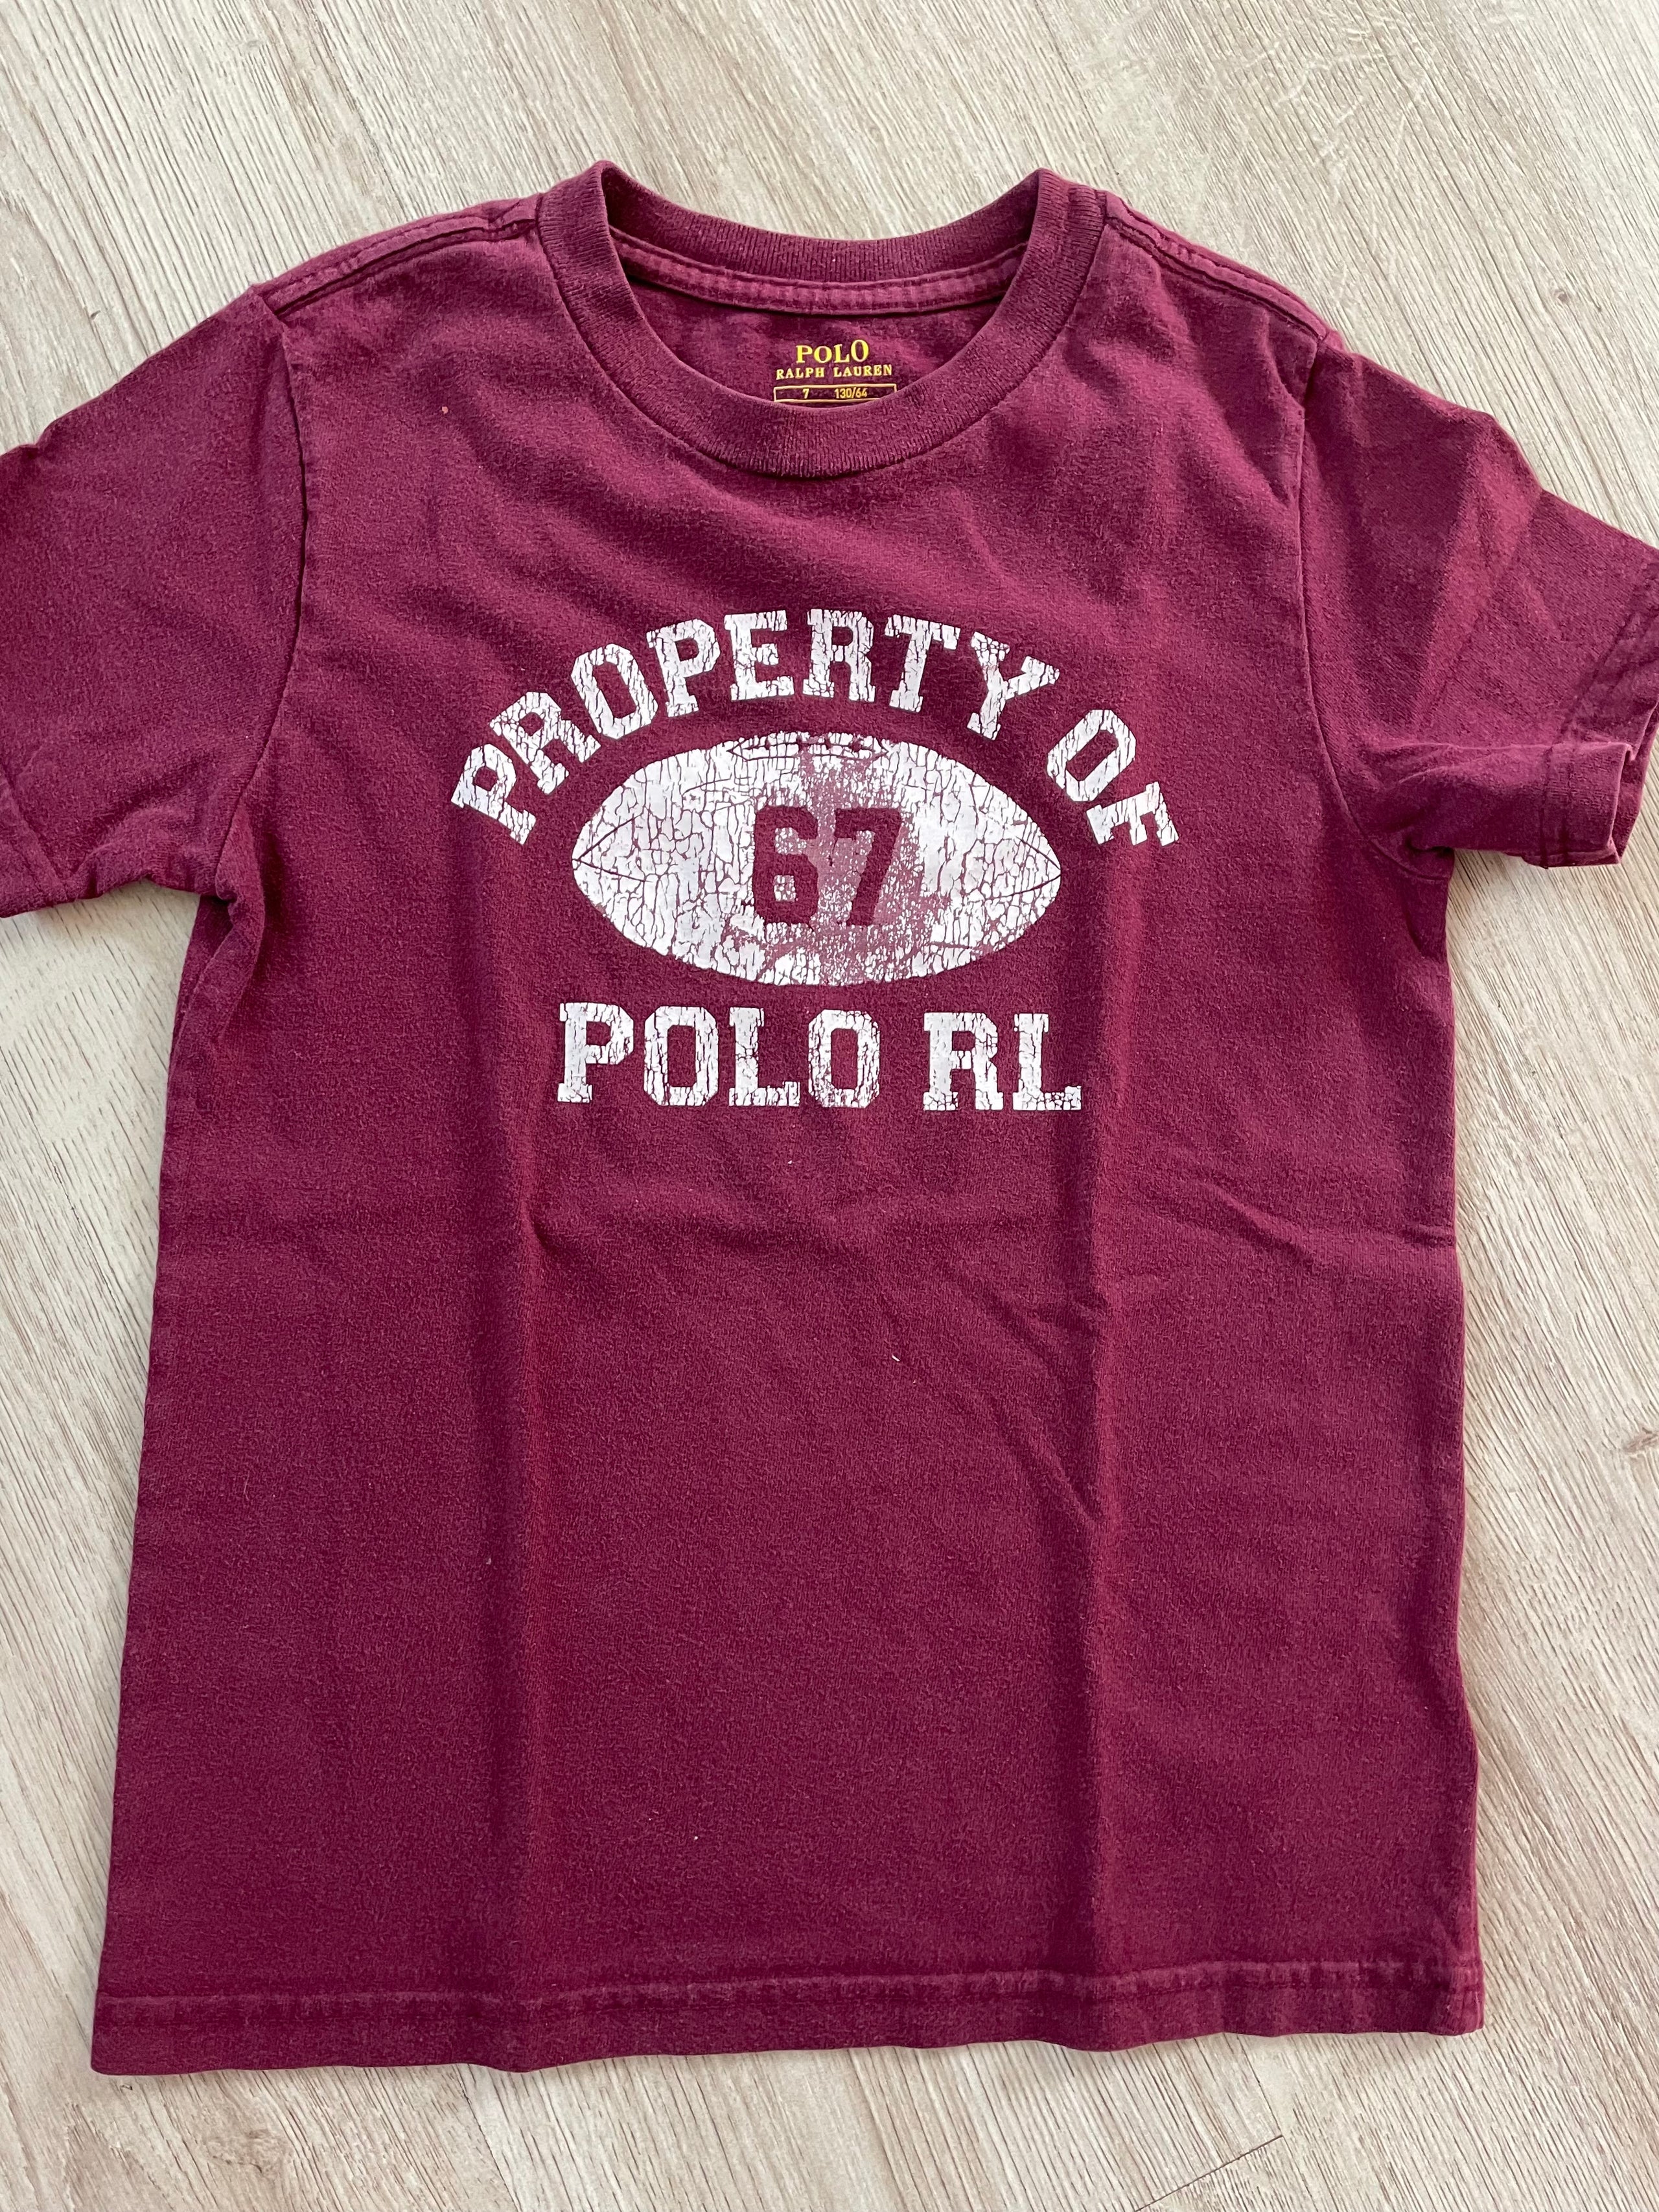 POLO
RALPH LAUREN
7 130/64
PROPERTY OF
67
POLO RL